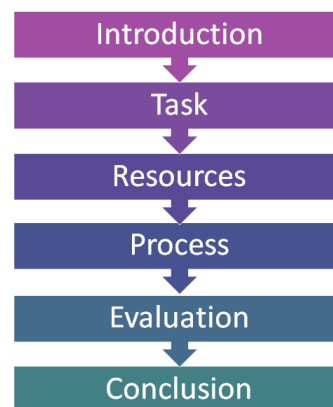 Introduction
Task
Resources
Process
Evaluation
Conclusion